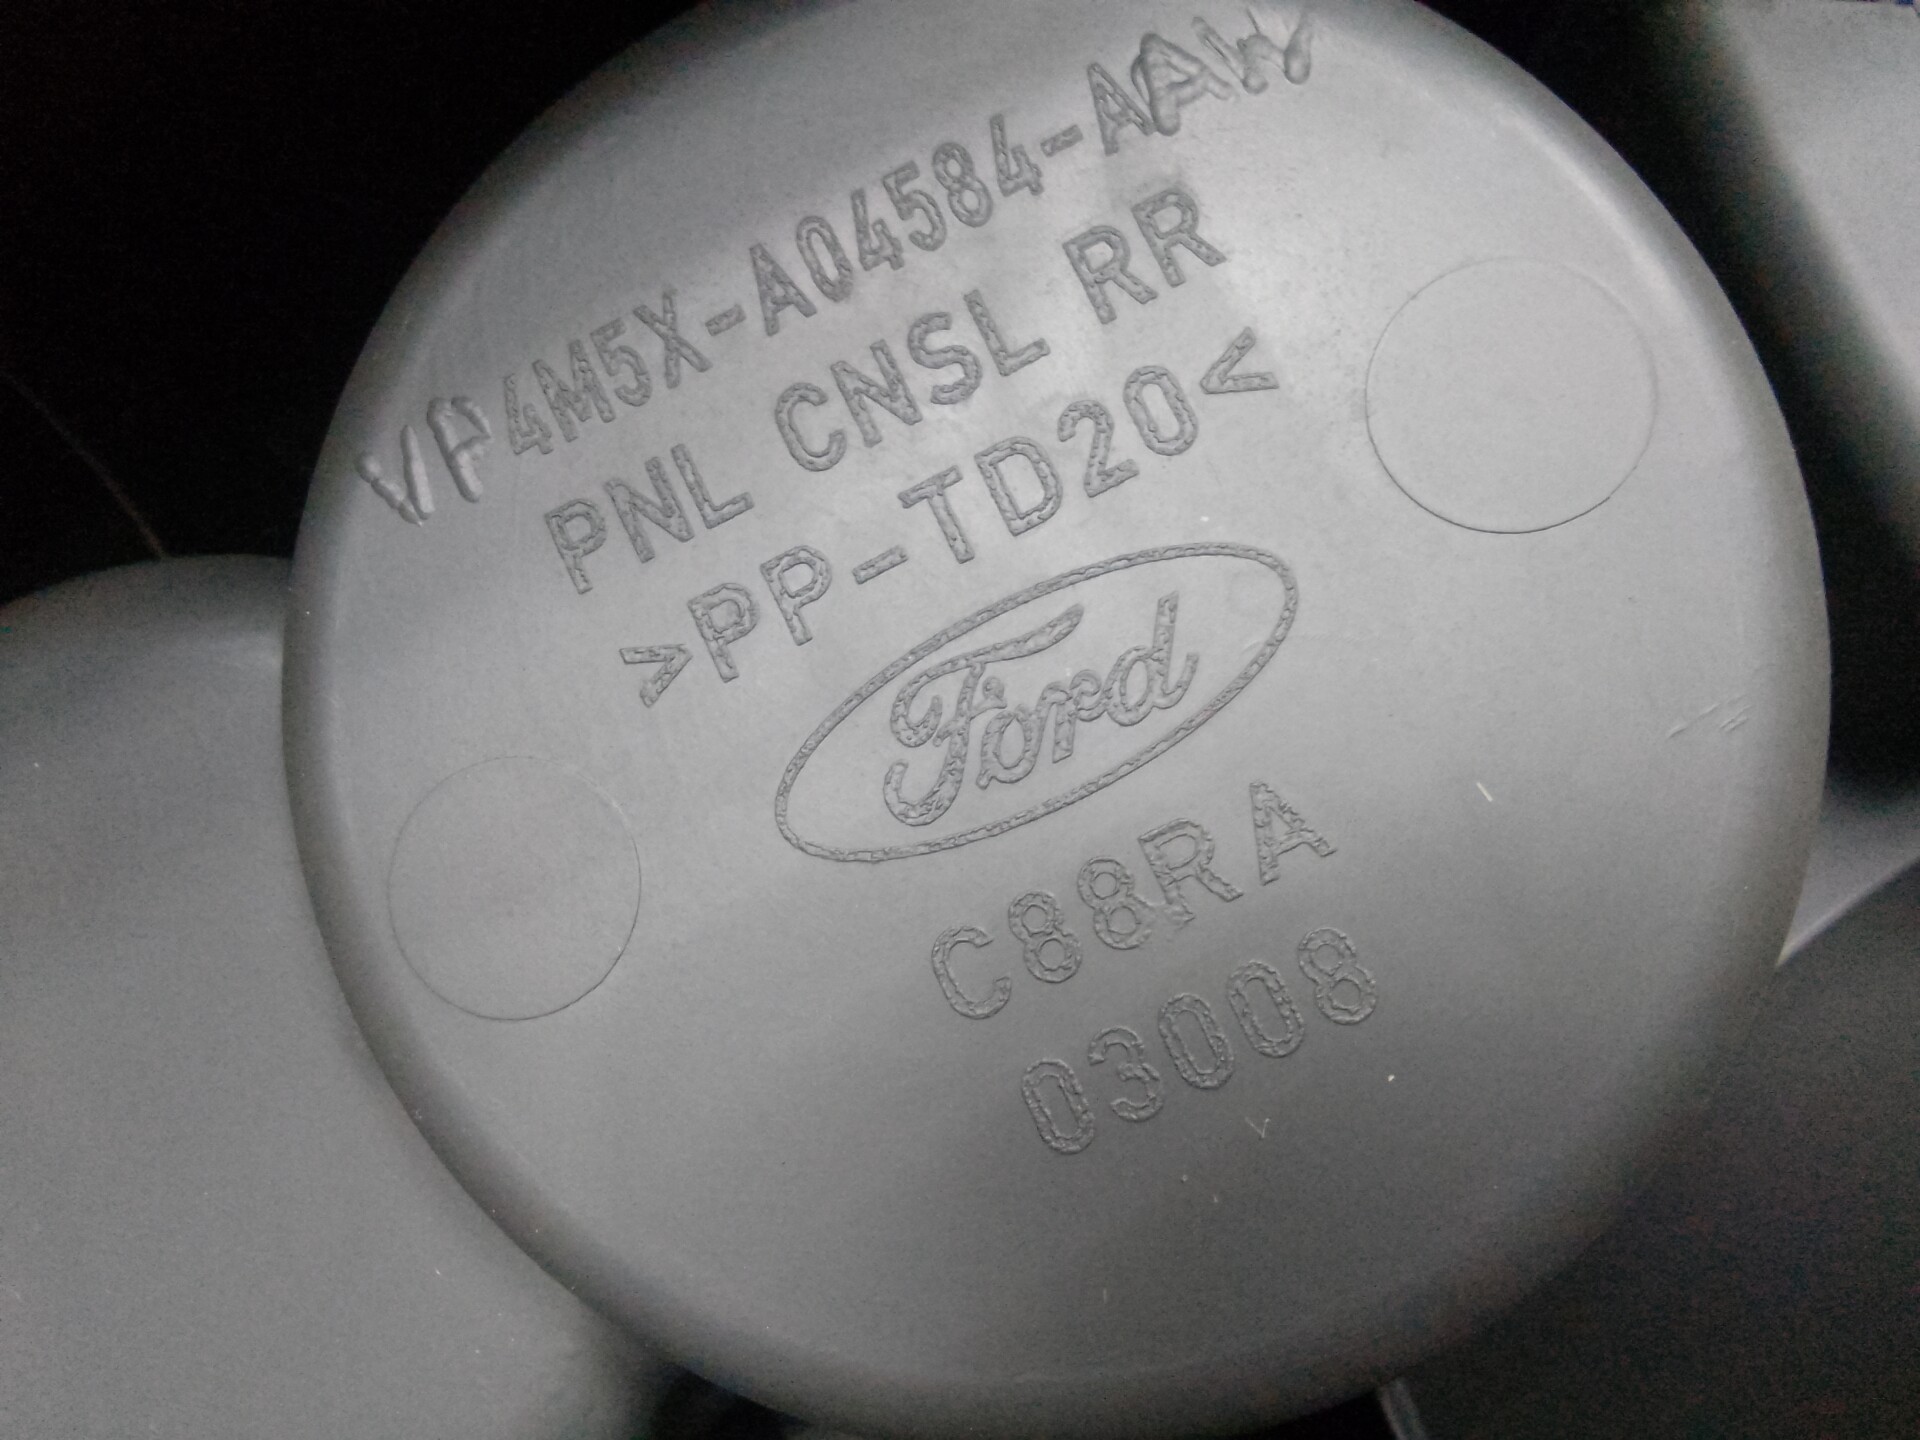 VP4M5X-A04584-AAW
PNL CNSL RR
>PP-TD20<
Ford
C88RA
03008